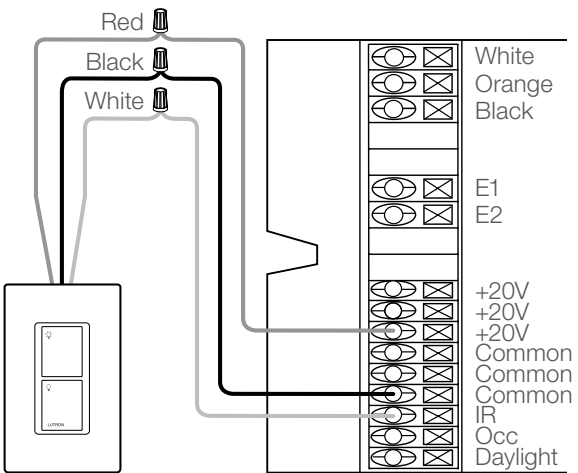 Red
Black
White
White
Orange
Black
E1
E2
+20V
+20V
+20V
Common
Common
Common
IR
Occ
Daylight
LUTRON